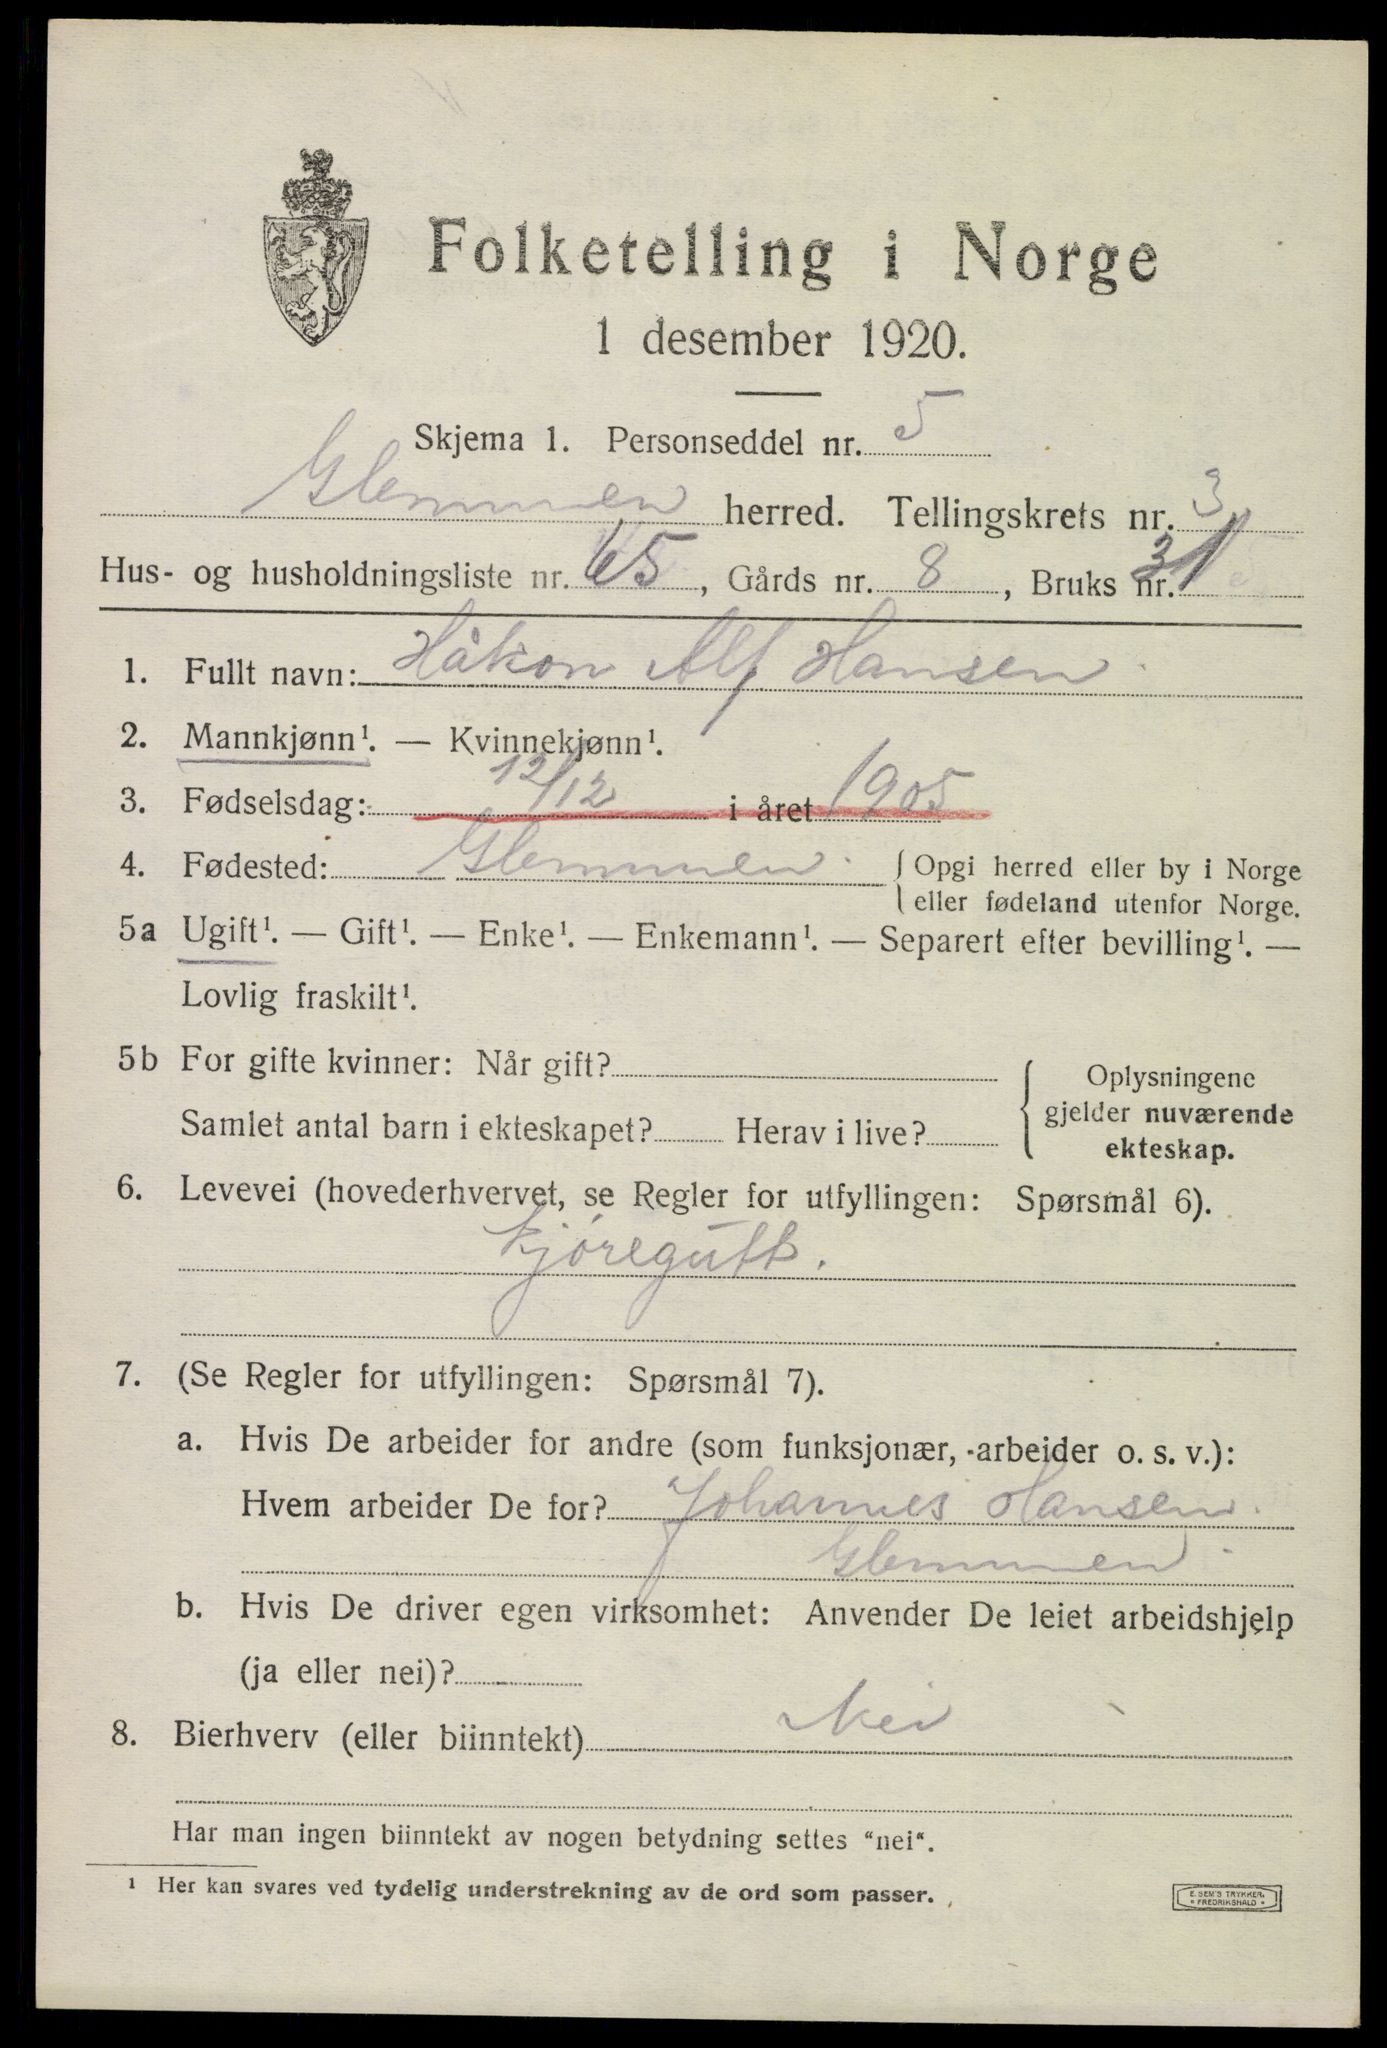 Folketelling i Norge
1 desember 1920.
Skjema 1. Personseddel nr. 5
Glemmen herred. Tellingskrets nr. 3
Hus- og husholdningsliste nr. 65, Gårds nr. 8, Bruks nr. 31
1. Fullt navn: Håkon Alf Hansen
2. Mannkjønn¹. — Kvinnekjønn¹.
3. Fødselsdag: 12/12 i året 1905
4. Fødested: Glemmen. Opgi herred eller by i Norge
eller fødeland utenfor Norge.
5a Ugift¹. — Gift¹. — Enke¹. — Enkemann¹. — Separert efter bevilling¹. —
Lovlig fraskilt¹.
5b For gifte kvinner: Når gift? Oplysningene
gjelder nuværende
Samlet antal barn i ekteskapet? Herav i live?
ekteskap.
6. Levevei (hovederhvervet, se Regler for utfyllingen: Spørsmål 6).
Kjøregutt.
7. (Se Regler for utfyllingen: Spørsmål 7).
a. Hvis De arbeider for andre (som funksjonær, -arbeider o. s. v.):
Hvem arbeider De for? Johannes Hansen.
Glemmen.
b. Hvis De driver egen virksomhet: Anvender De leiet arbeidshjelp
(ja eller nei)?
8. Bierhverv (eller biinntekt) Nei
Har man ingen biinntekt av nogen betydning settes "nei".
¹ Her kan svares ved tydelig understrekning av de ord som passer.
E. SEM'S TRYKKERI
FREDRIKSHALD